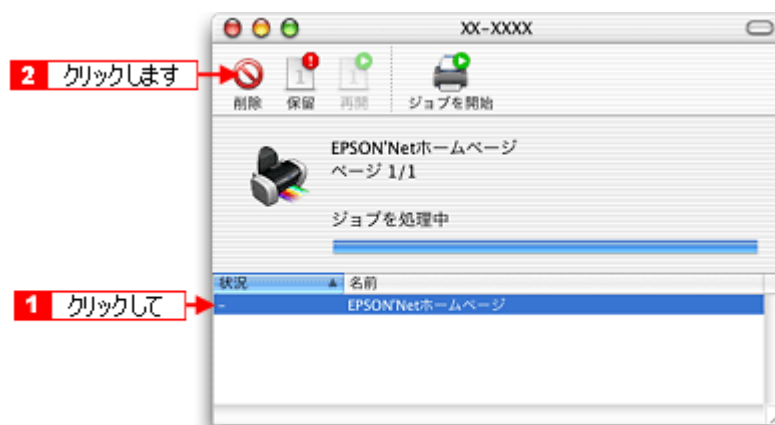 XX-XXXX
2 クリックします
削除 保留 再開 ジョブを開始
EPSON'Netホームページ
ページ 1/1
ジョブを処理中
状況 名前
1 クリックして
- EPSON'Netホームページ